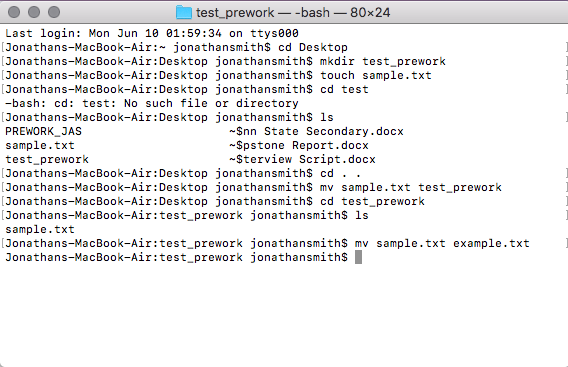 test_prework — -bash — 80×24
Last login: Mon Jun 10 01:59:34 on ttys000
[Jonathans-MacBook-Air:~ jonathansmith$ cd Desktop ]
[Jonathans-MacBook-Air:Desktop jonathansmith$ mkdir test_prework ]
[Jonathans-MacBook-Air:Desktop jonathansmith$ touch sample.txt ]
[Jonathans-MacBook-Air:Desktop jonathansmith$ cd test ]
-bash: cd: test: No such file or directory
[Jonathans-MacBook-Air:Desktop jonathansmith$ ls ]
PREWORK_JAS ~$nn State Secondary.docx
sample.txt ~$pstone Report.docx
test_prework ~$terview Script.docx
[Jonathans-MacBook-Air:Desktop jonathansmith$ cd . . ]
[Jonathans-MacBook-Air:Desktop jonathansmith$ mv sample.txt test_prework ]
[Jonathans-MacBook-Air:Desktop jonathansmith$ cd test_prework ]
[Jonathans-MacBook-Air:test_prework jonathansmith$ ls ]
sample.txt
[Jonathans-MacBook-Air:test_prework jonathansmith$ mv sample.txt example.txt ]
Jonathans-MacBook-Air:test_prework jonathansmith$